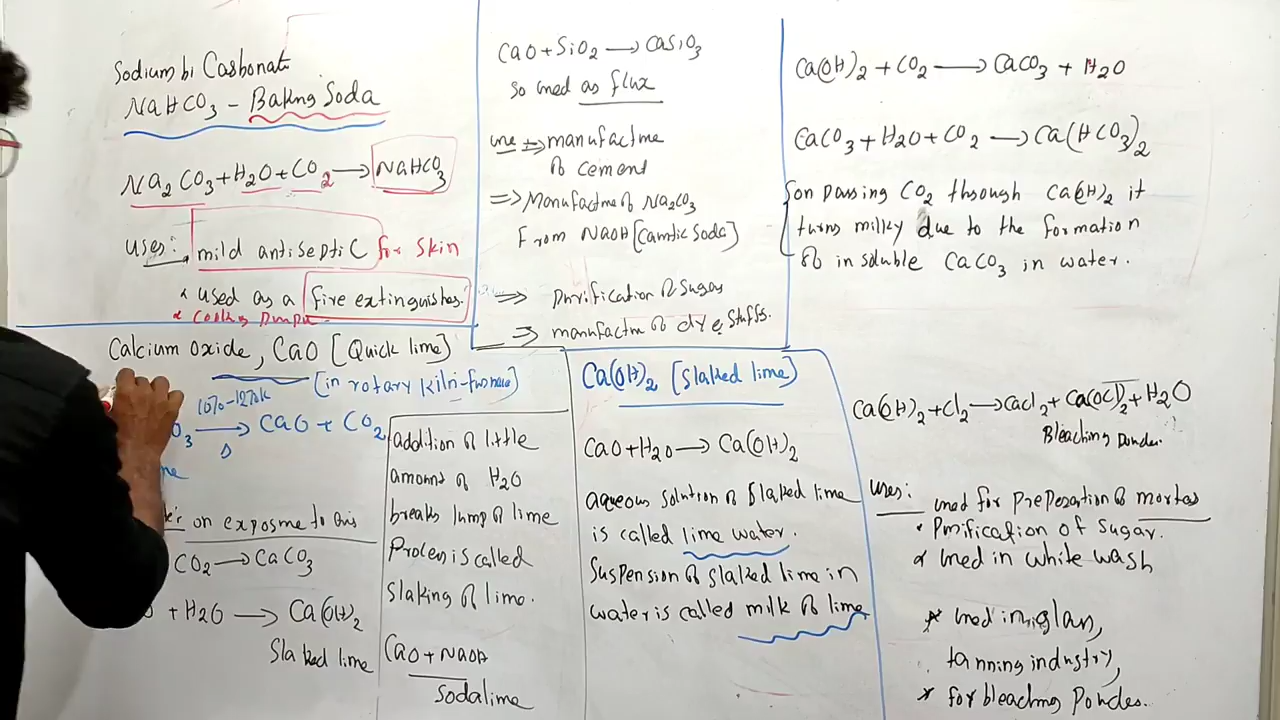 Sodium bi Carbonate
NaHCO3 - Baking Soda
Na2CO3 + H2O + CO2 → NaHCO3
Uses: mild antiseptic for skin
* used as a fire extinguisher.
* Cooking
CaO + SiO2 → CaSiO3
So used as flux
use → manufacture
of cement
⇒ Manufacture of Na2CO3
From NaOH [Caustic Soda]
⇒ Purification of Sugar
⇒ manufactur of dye stuffs.
Ca(OH)2 + CO2 → CaCO3 + H2O
CaCO3 + H2O + CO2 → Ca(HCO3)2
on passing CO2 through Ca(OH)2 it
turns milky due to the formation
of insoluble CaCO3 in water.
Calcium Oxide, CaO [Quick lime]
[in rotary kiln-furnace]
1070-1270K
O3 → CaO + CO2
Δ
me
on exposure to air
CO2 → CaCO3
+ H2O → Ca(OH)2
Slaked lime
addition of little
amount of H2O
breaks lump of lime
Process is called
Slaking of lime.
CaO + NaOH
Sodalime
Ca(OH)2 [Slaked lime]
CaO + H2O → Ca(OH)2
aqueous solution of slaked lime
is called lime water.
Suspension of slaked lime in
water is called milk of lime
Ca(OH)2 + Cl2 → CaCl2 + Ca(OCl)2 + H2O
Bleaching Powder.
Uses: used for preperation of mortar
* Purification of Sugar.
* used in white wash
* used in glass,
tanning industry,
* for bleaching Powder.